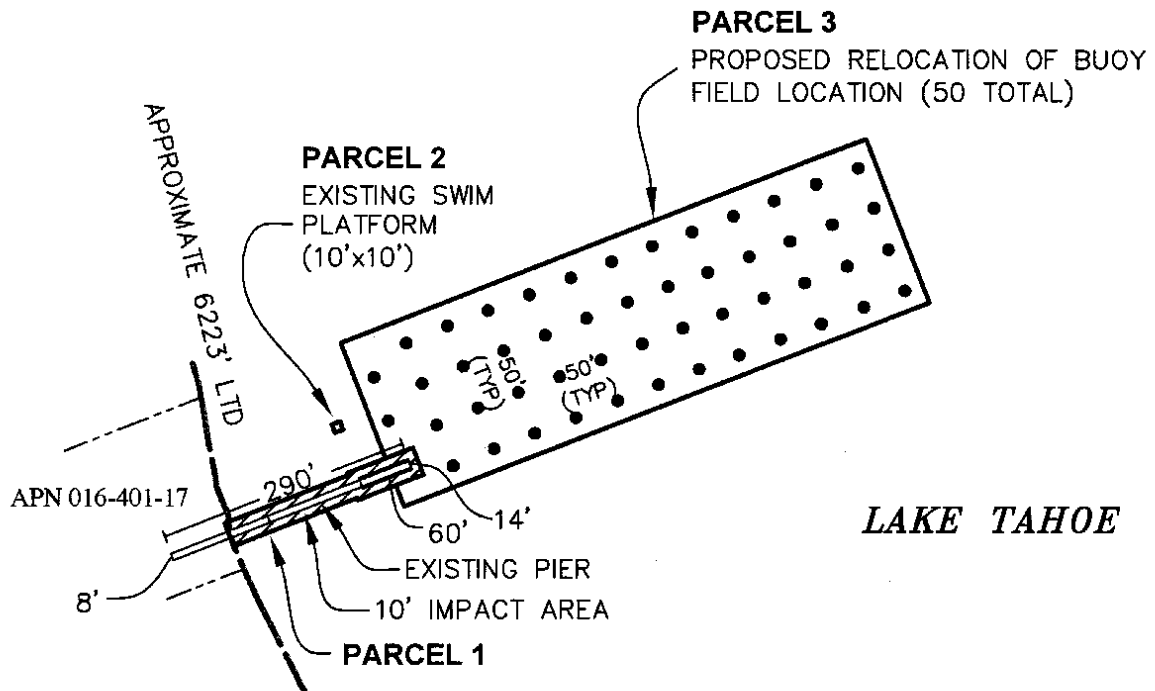 PARCEL 3
PROPOSED RELOCATION OF BUOY
FIELD LOCATION (50 TOTAL)
APPROXIMATE 6223' LTD
PARCEL 2
EXISTING SWIM
PLATFORM
(10'x10')
50'
(TYP)
50'
(TYP)
290'
APN 016-401-17
14'
60'
LAKE TAHOE
EXISTING PIER
8'
10' IMPACT AREA
PARCEL 1